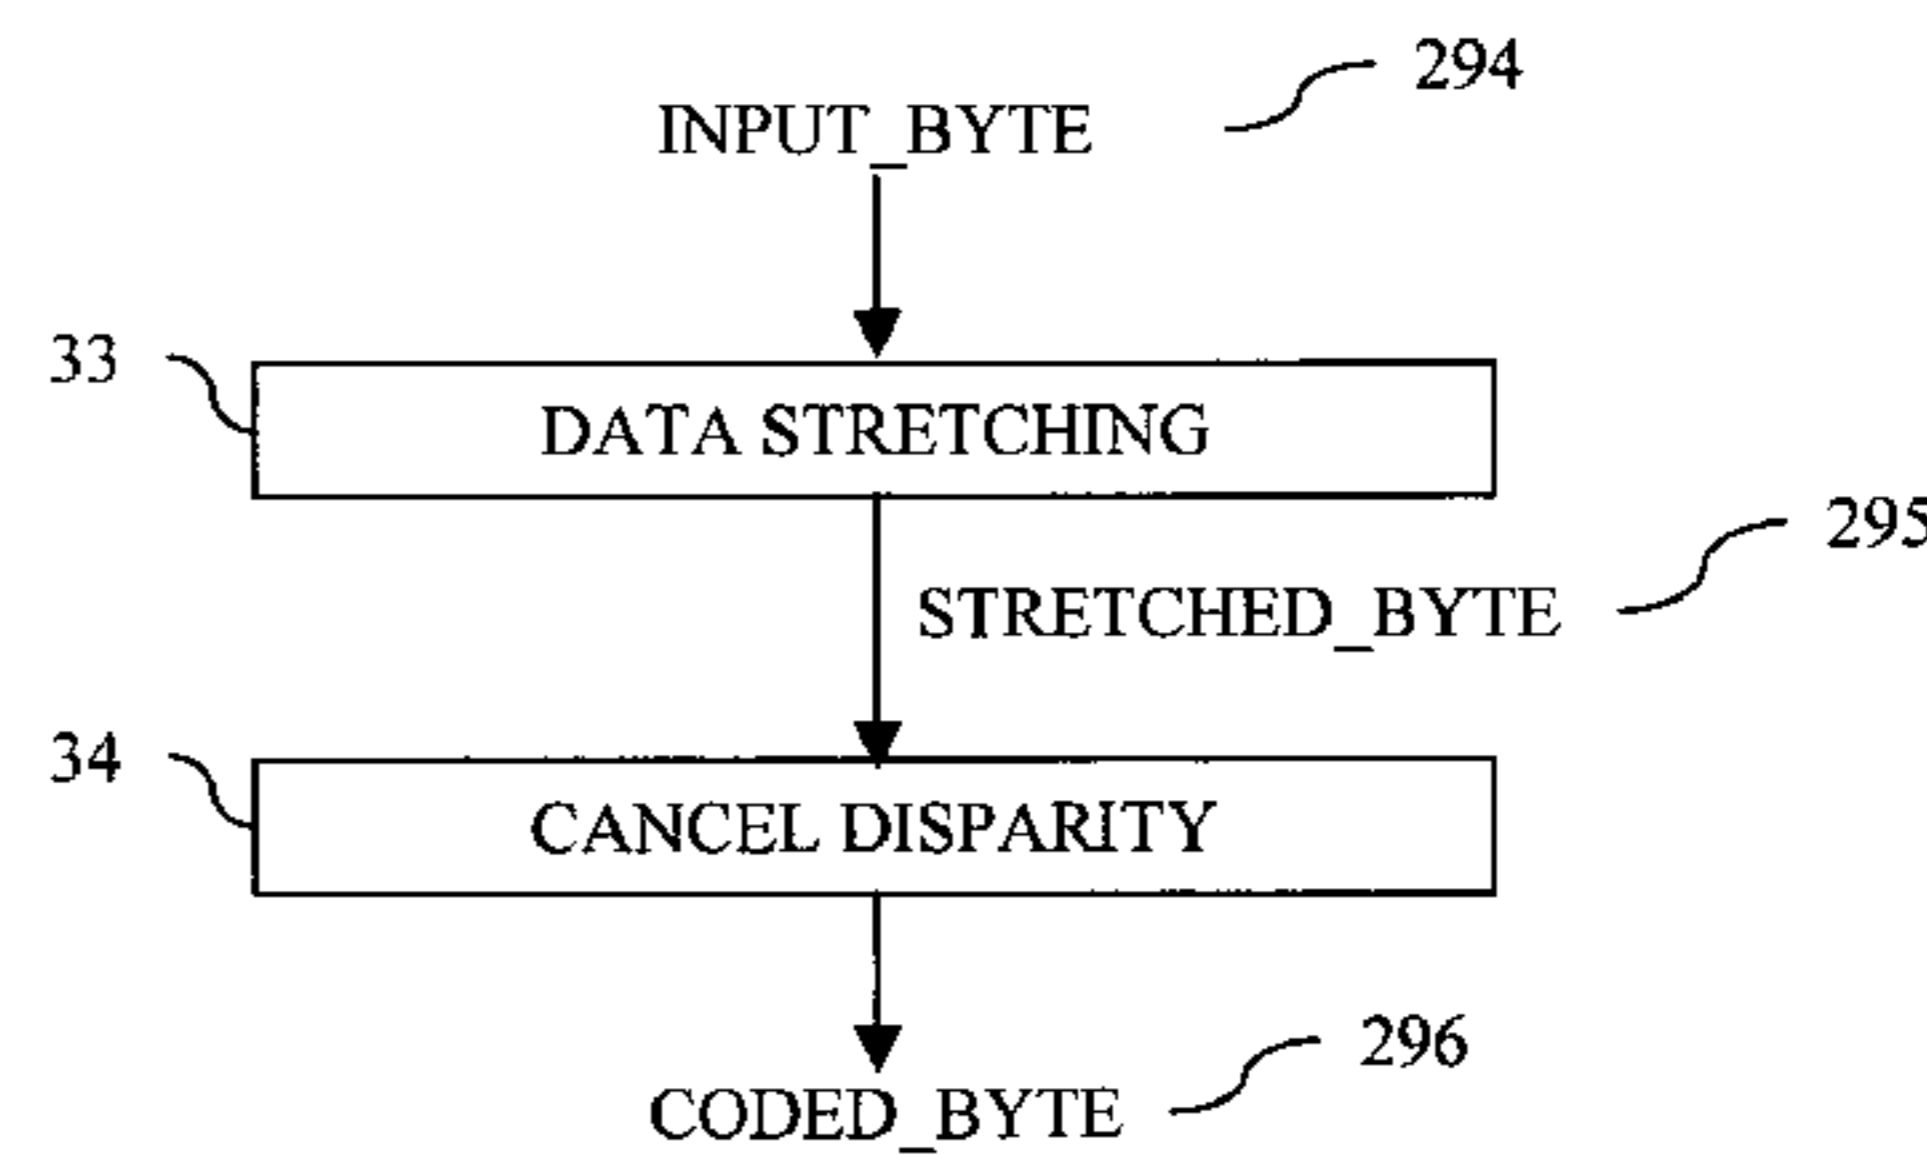 294
INPUT_BYTE
33
DATA STRETCHING
295
STRETCHED_BYTE
34
CANCEL DISPARITY
296
CODED_BYTE